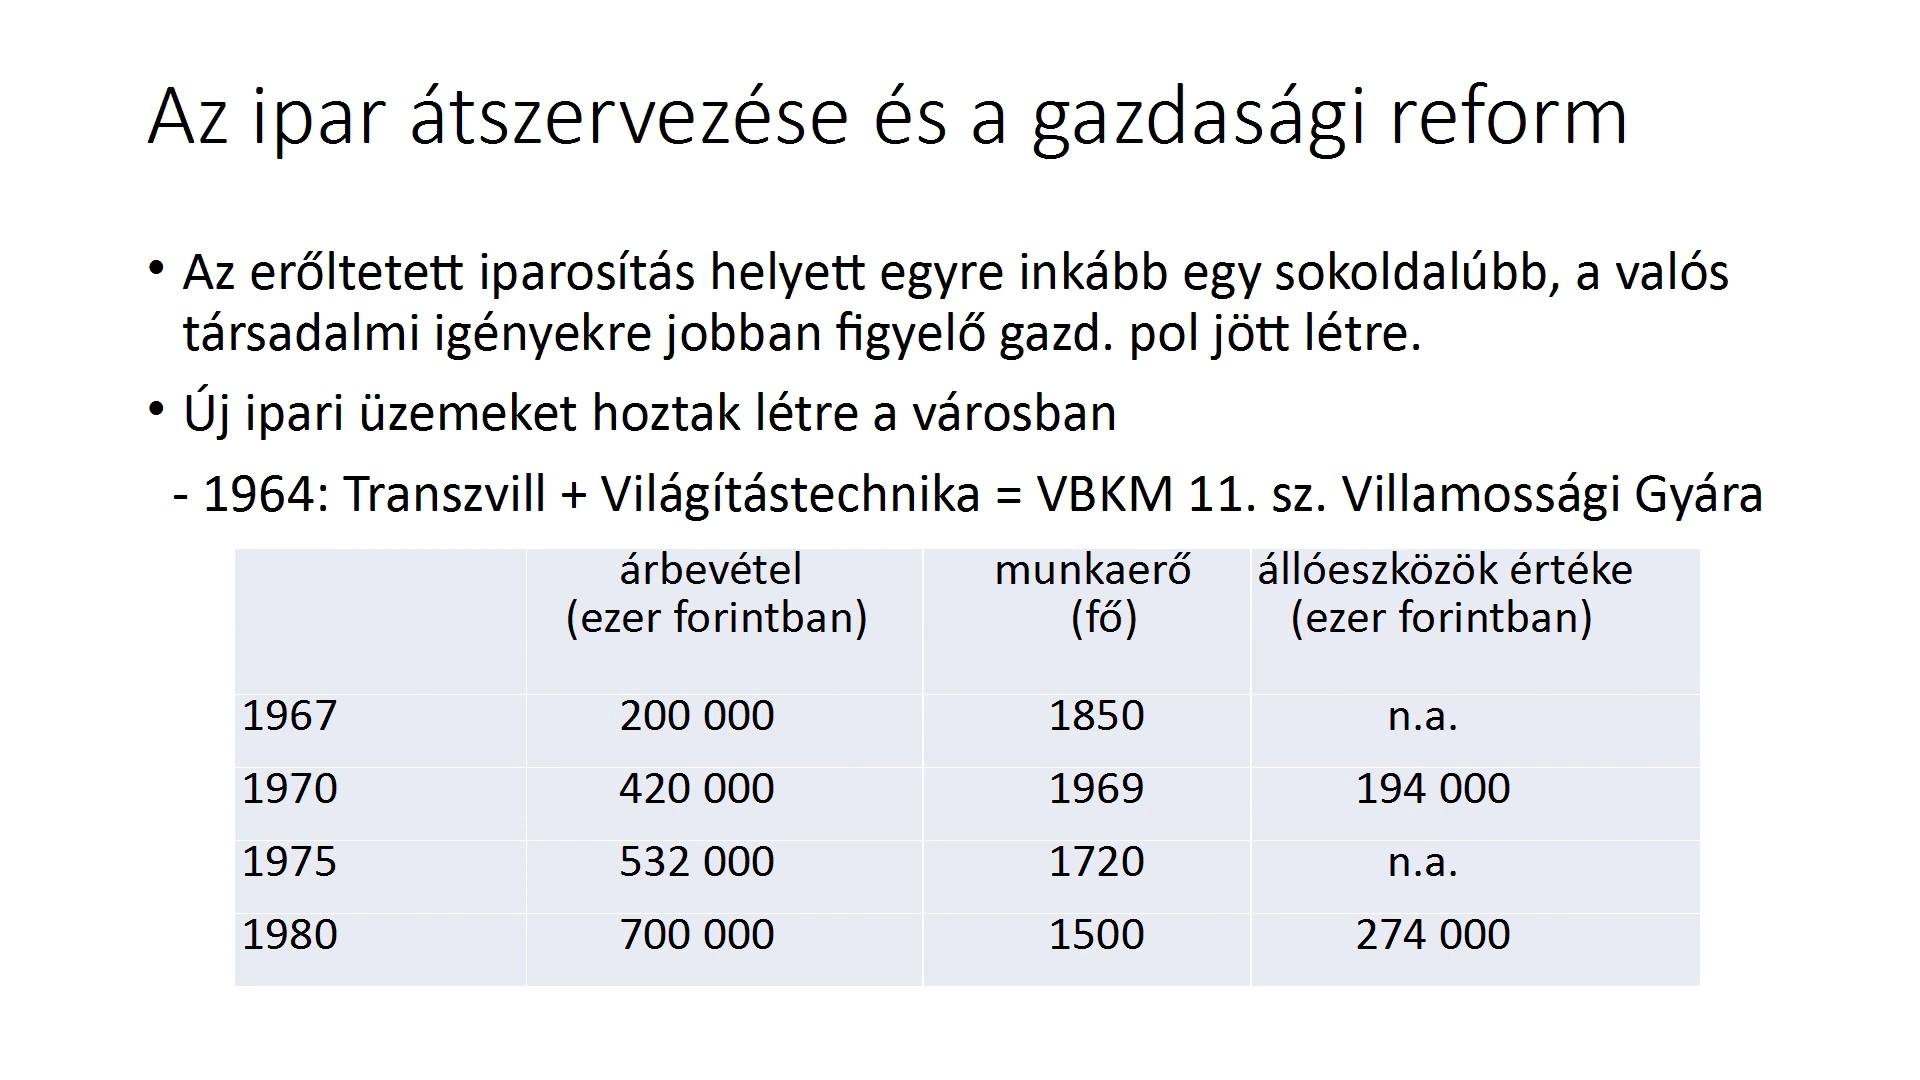 Az ipar átszervezése és a gazdasági reform
• Az erőltetett iparosítás helyett egyre inkább egy sokoldalúbb, a valós
társadalmi igényekre jobban figyelő gazd. pol jött létre.
• Új ipari üzemeket hoztak létre a városban
- 1964: Transzvill + Világítástechnika = VBKM 11. sz. Villamossági Gyára
árbevétel (ezer forintban) munkaerő (fő) állóeszközök értéke (ezer forintban)
1967 200 000 1850 n.a.
1970 420 000 1969 194 000
1975 532 000 1720 n.a.
1980 700 000 1500 274 000